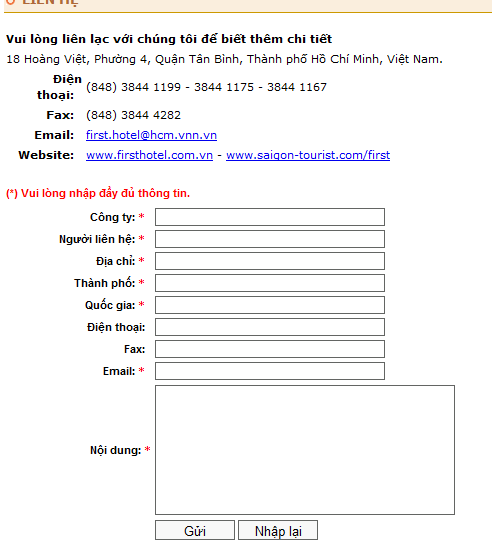 LIÊN HỆ
Vui lòng liên lạc với chúng tôi để biết thêm chi tiết
18 Hoàng Việt, Phường 4, Quận Tân Bình, Thành phố Hồ Chí Minh, Việt Nam.
Điện thoại: (848) 3844 1199 - 3844 1175 - 3844 1167
Fax: (848) 3844 4282
Email: first.hotel@hcm.vnn.vn
Website: www.firsthotel.com.vn - www.saigon-tourist.com/first
(*) Vui lòng nhập đầy đủ thông tin.
Công ty: *
Người liên hệ: *
Địa chỉ: *
Thành phố: *
Quốc gia: *
Điện thoại:
Fax:
Email: *
Nội dung: *
Gửi Nhập lại